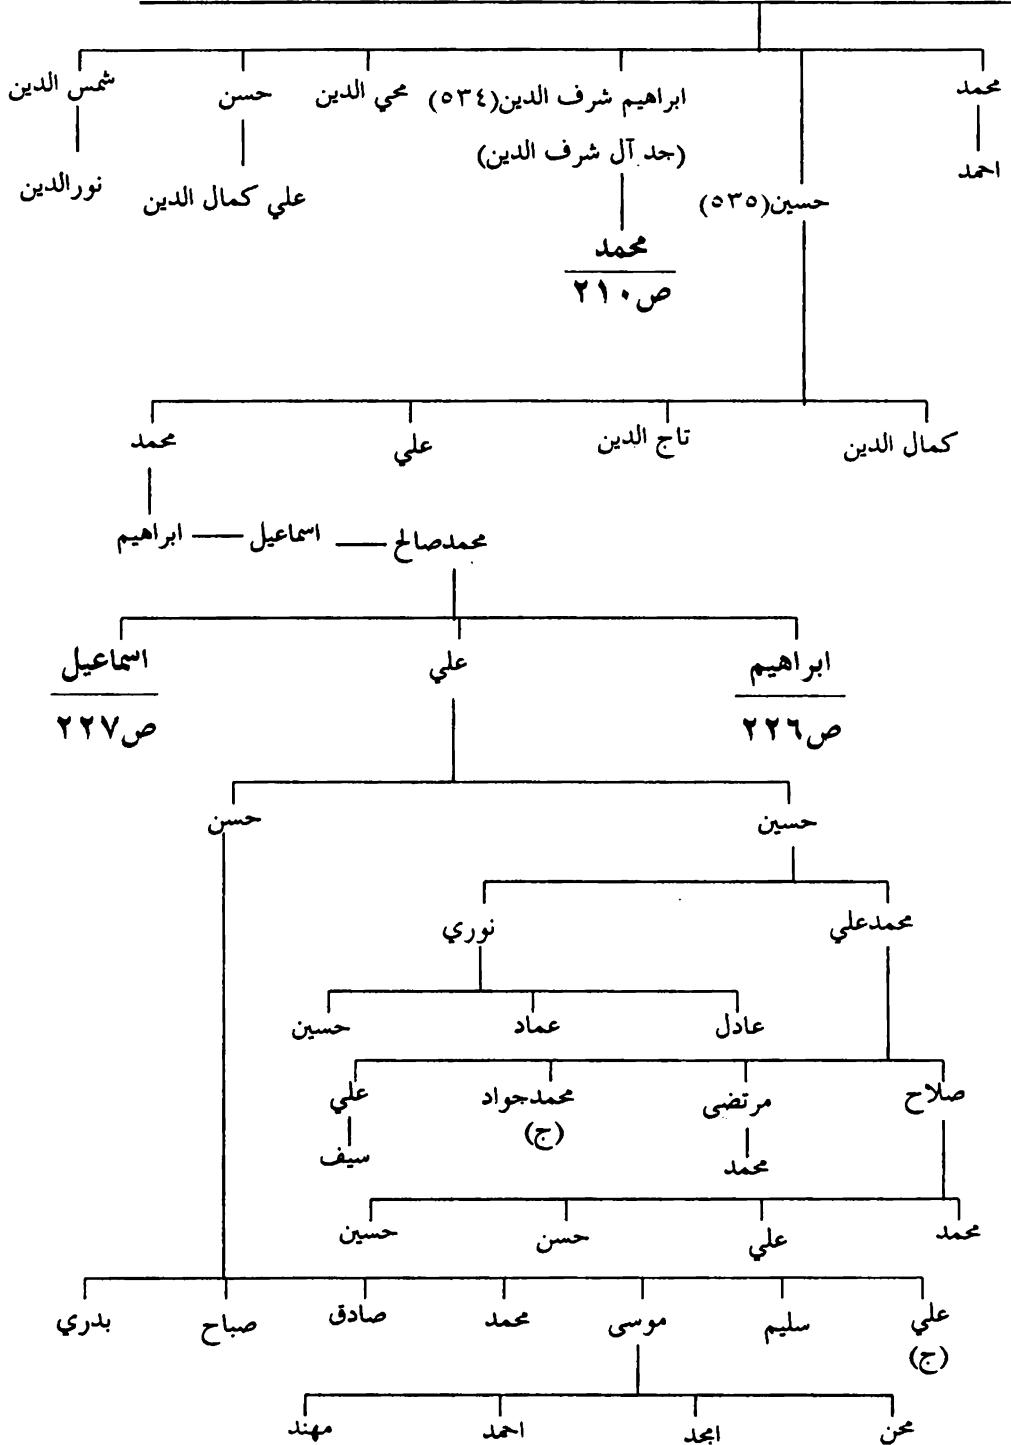 محمد ابراهيم شرف الدين(٥٣٤) محي الدين حسن شمس الدين
(جد آل شرف الدين)
احمد حسين(٥٣٥) علي كمال الدين نورالدين
محمد
ص٢١٠
كمال الدين تاج الدين علي محمد
محمدصالح اسماعيل ابراهيم
ابراهيم علي اسماعيل
ص٢٢٦ ص٢٢٧
حسين حسن
محمدعلي نوري
عادل عماد حسين
صلاح مرتضى محمدجواد علي
(ج)
محمد سيف
محمد علي حسن حسين
علي سليم موسى محمد صادق صباح بدري
(ج)
محن امجد احمد مهند